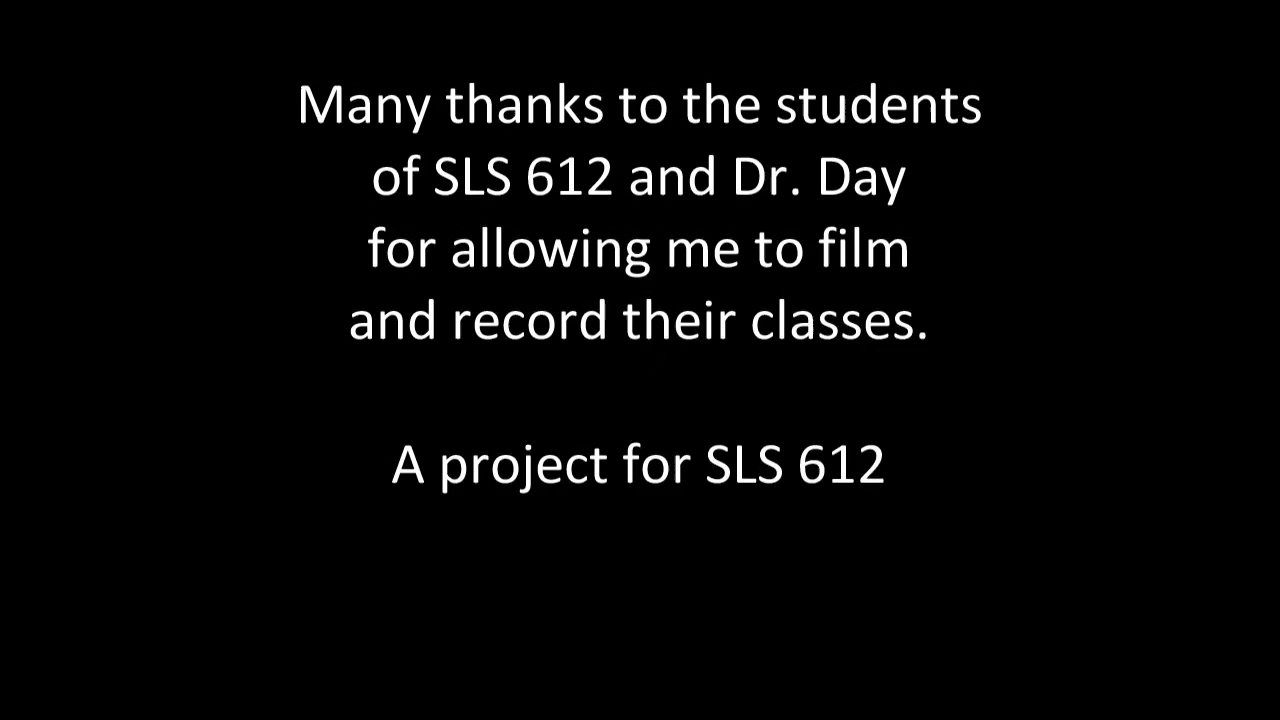 Many thanks to the students
of SLS 612 and Dr. Day
for allowing me to film
and record their classes.
A project for SLS 612